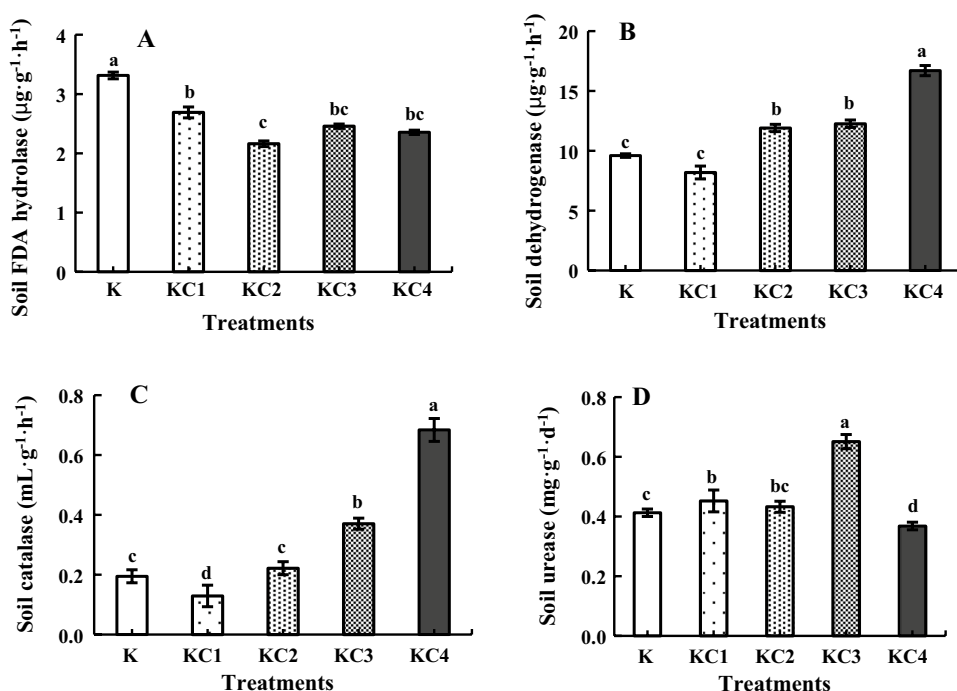 A
Soil FDA hydrolase (μg·g⁻¹·h⁻¹)
4
3
2
1
0
a
b
c
bc
bc
K KC1 KC2 KC3 KC4
Treatments
B
Soil dehydrogenase (μg·g⁻¹·h⁻¹)
20
15
10
5
0
c
c
b
b
a
K KC1 KC2 KC3 KC4
Treatments
C
Soil catalase (mL·g⁻¹·h⁻¹)
0.8
0.6
0.4
0.2
0.0
c
d
c
b
a
K KC1 KC2 KC3 KC4
Treatments
D
Soil urease (mg·g⁻¹·d⁻¹)
0.8
0.6
0.4
0.2
0.0
c
b
bc
a
d
K KC1 KC2 KC3 KC4
Treatments